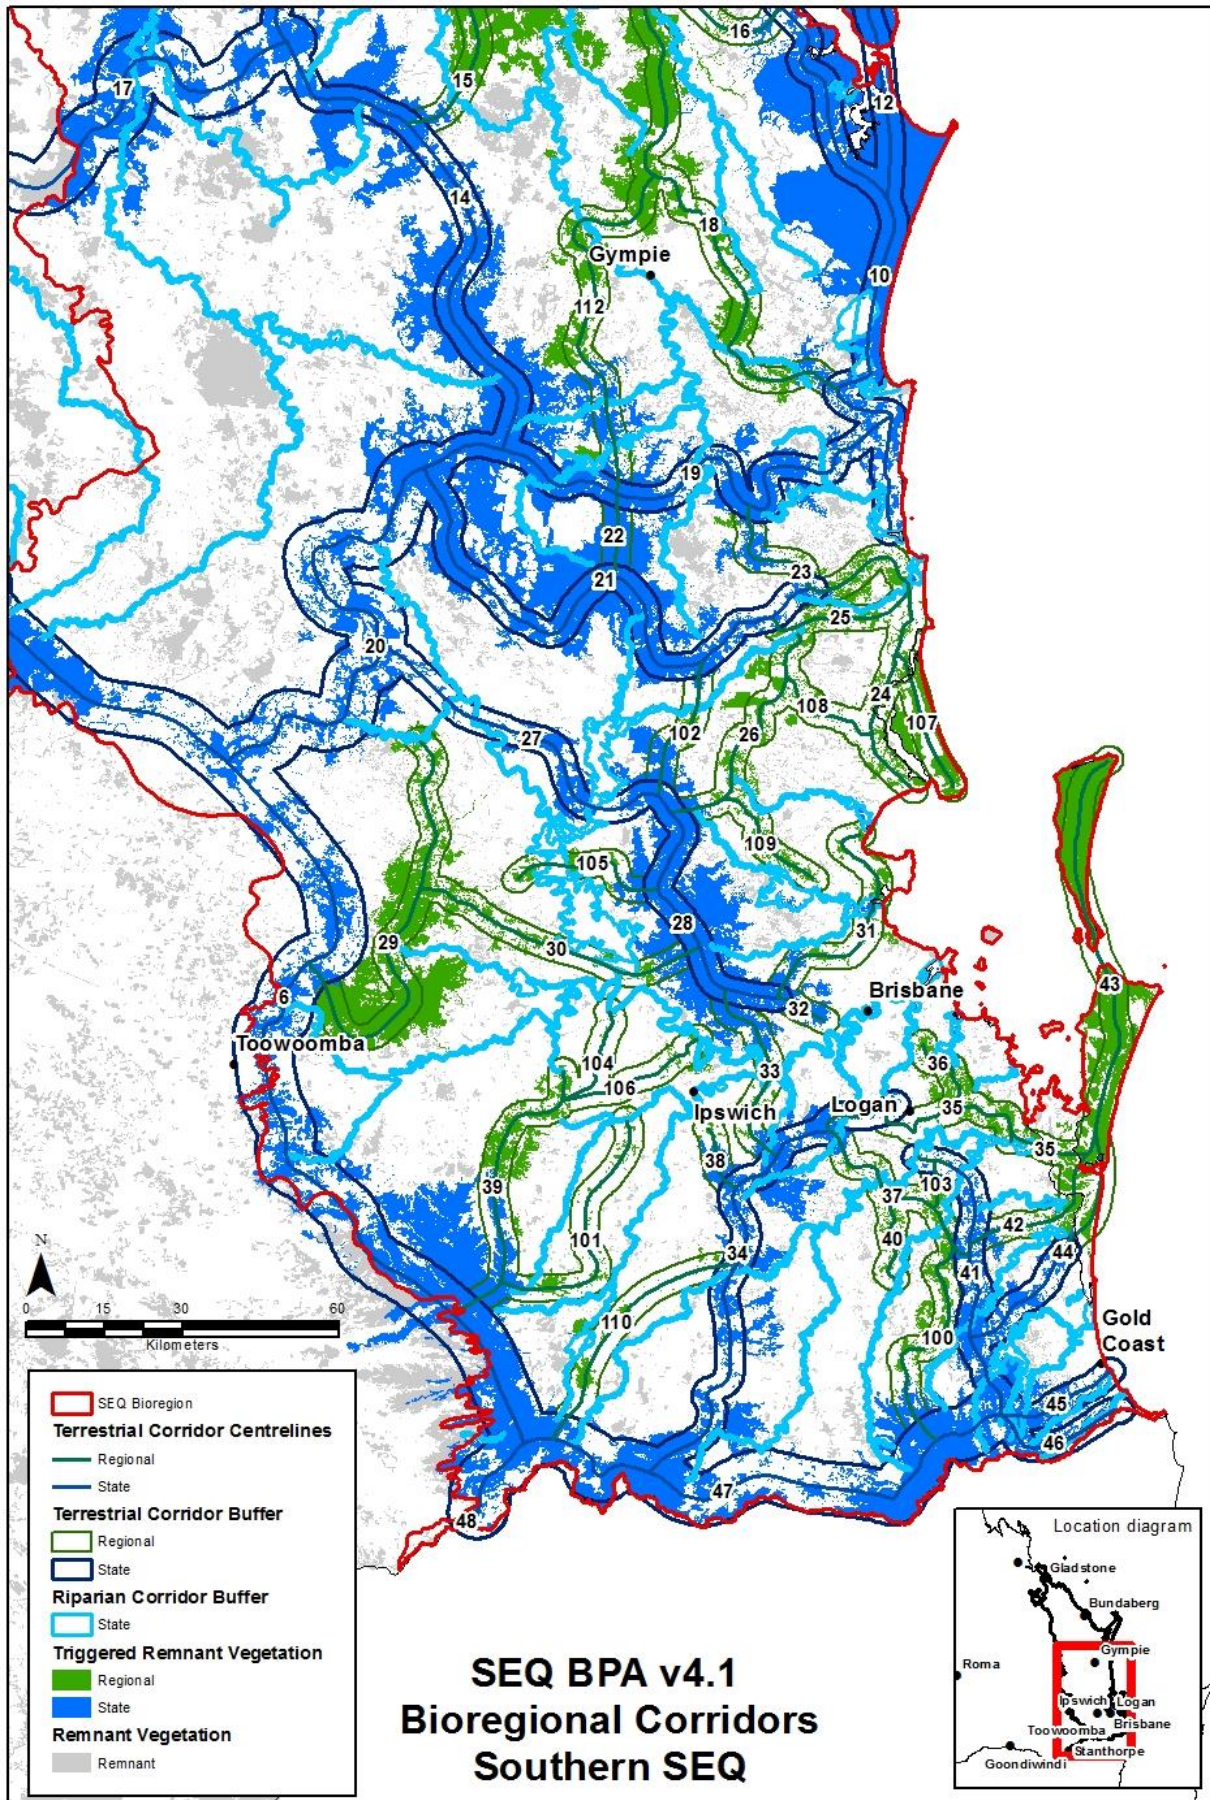 16
15
17
12
14
18
10
Gympie
112
19
22
21
23
25
20
24
108
107
27
102
26
109
105
28
29
30
31
6
32
Brisbane
43
Toowoomba
104
33
36
106
Ipswich
Logan
35
35
38
39
37
103
42
40
101
34
44
41
N
0 15 30 60
Kilometers
110
100
Gold
Coast
45
46
47
48
SEQ Bioregion
Terrestrial Corridor Centrelines
Regional
State
Terrestrial Corridor Buffer
Regional
State
Riparian Corridor Buffer
State
Triggered Remnant Vegetation
Regional
State
Remnant Vegetation
Remnant
SEQ BPA v4.1
Bioregional Corridors
Southern SEQ
Location diagram
Gladstone
Bundaberg
Gympie
Roma
Ipswich
Logan
Toowoomba
Brisbane
Stanthorpe
Goondiwindi